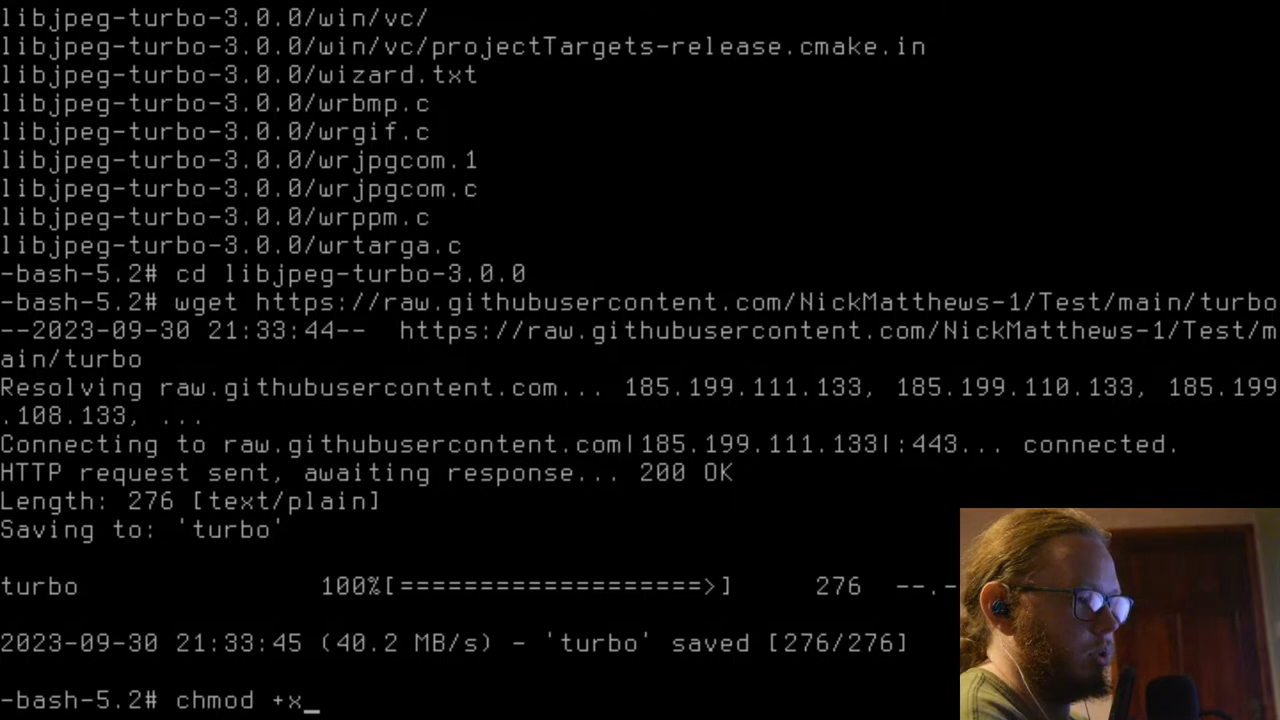 libjpeg-turbo-3.0.0/win/vc/
libjpeg-turbo-3.0.0/win/vc/projectTargets-release.cmake.in
libjpeg-turbo-3.0.0/wizard.txt
libjpeg-turbo-3.0.0/wrbmp.c
libjpeg-turbo-3.0.0/wrgif.c
libjpeg-turbo-3.0.0/wrjpgcom.1
libjpeg-turbo-3.0.0/wrjpgcom.c
libjpeg-turbo-3.0.0/wrppm.c
libjpeg-turbo-3.0.0/wrtarga.c
-bash-5.2# cd libjpeg-turbo-3.0.0
-bash-5.2# wget https://raw.githubusercontent.com/NickMatthews-1/Test/main/turbo
--2023-09-30 21:33:44--  https://raw.githubusercontent.com/NickMatthews-1/Test/m
ain/turbo
Resolving raw.githubusercontent.com... 185.199.111.133, 185.199.110.133, 185.199
.108.133, ...
Connecting to raw.githubusercontent.com|185.199.111.133|:443... connected.
HTTP request sent, awaiting response... 200 OK
Length: 276 [text/plain]
Saving to: 'turbo'
turbo 100%[====================>] 276 --.-
2023-09-30 21:33:45 (40.2 MB/s) - 'turbo' saved [276/276]
-bash-5.2# chmod +x_